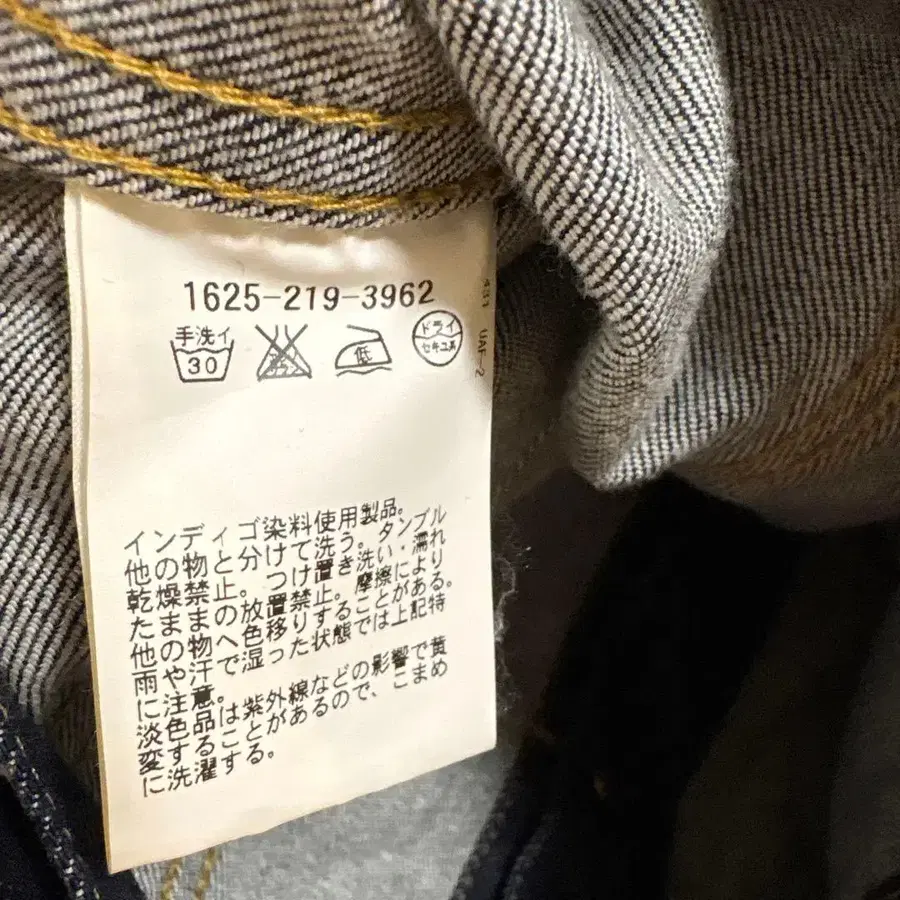 1625-219-3962
手洗イ
30
低
ドライ
セキユ系
インディゴ染料使用製品。
他の物と分けて洗う。タンブル
乾燥禁止。つけ置き洗い・濡れ
たままの放置禁止。摩擦により
他の物へ色移りすることがある。
雨や汗で湿った状態では上記特
に注意。
淡色品は紫外線などの影響で黄
変することがあるので、こまめ
に洗濯する。
UAF-2